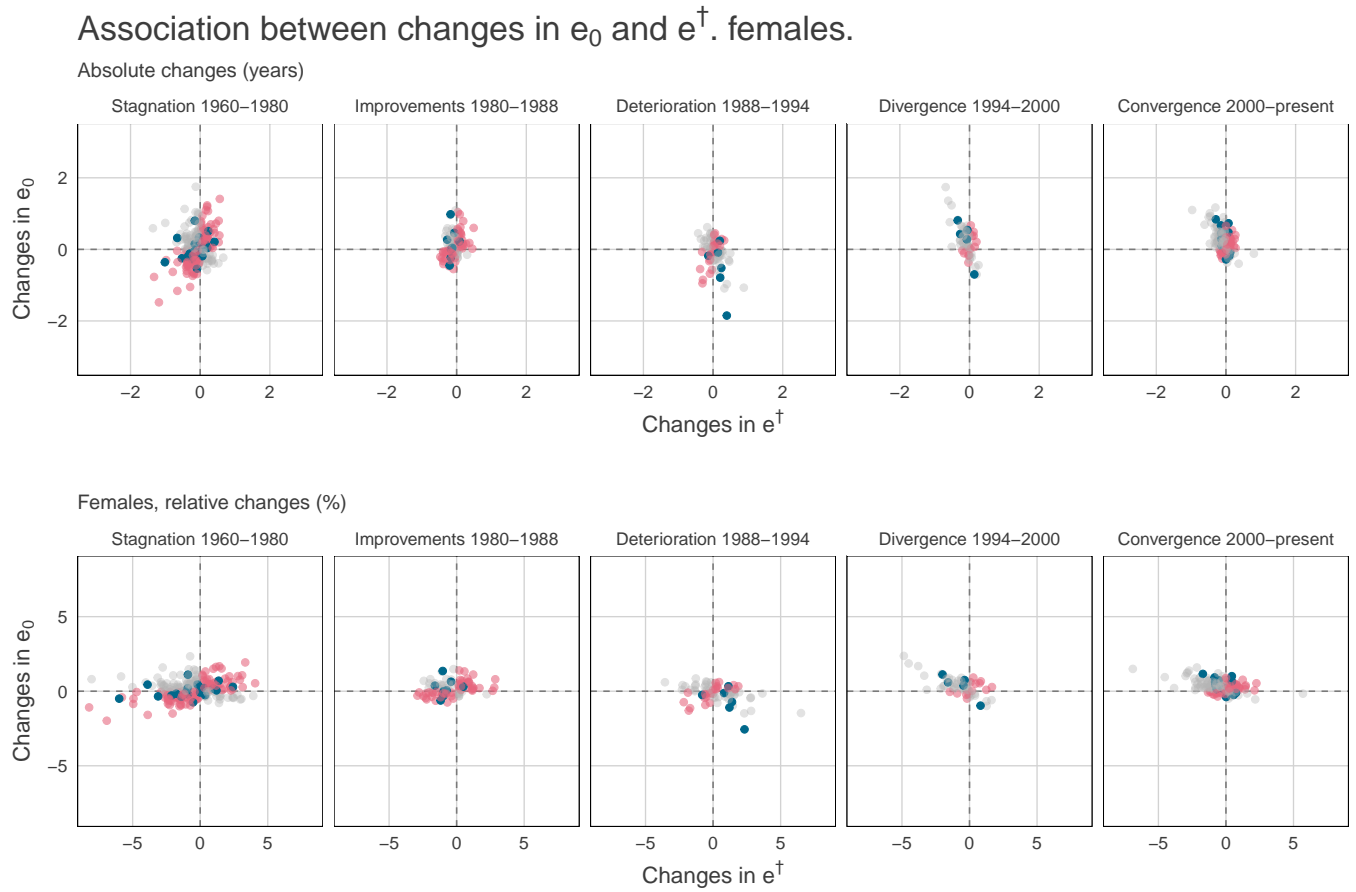 Association between changes in e₀ and e†. females.
Absolute changes (years)
Stagnation 1960−1980 Improvements 1980−1988 Deterioration 1988−1994 Divergence 1994−2000 Convergence 2000−present
Changes in e₀
2
0
−2
−2 0 2 −2 0 2 −2 0 2 −2 0 2 −2 0 2
Changes in e†
Females, relative changes (%)
Stagnation 1960−1980 Improvements 1980−1988 Deterioration 1988−1994 Divergence 1994−2000 Convergence 2000−present
Changes in e₀
5
0
−5
−5 0 5 −5 0 5 −5 0 5 −5 0 5 −5 0 5
Changes in e†